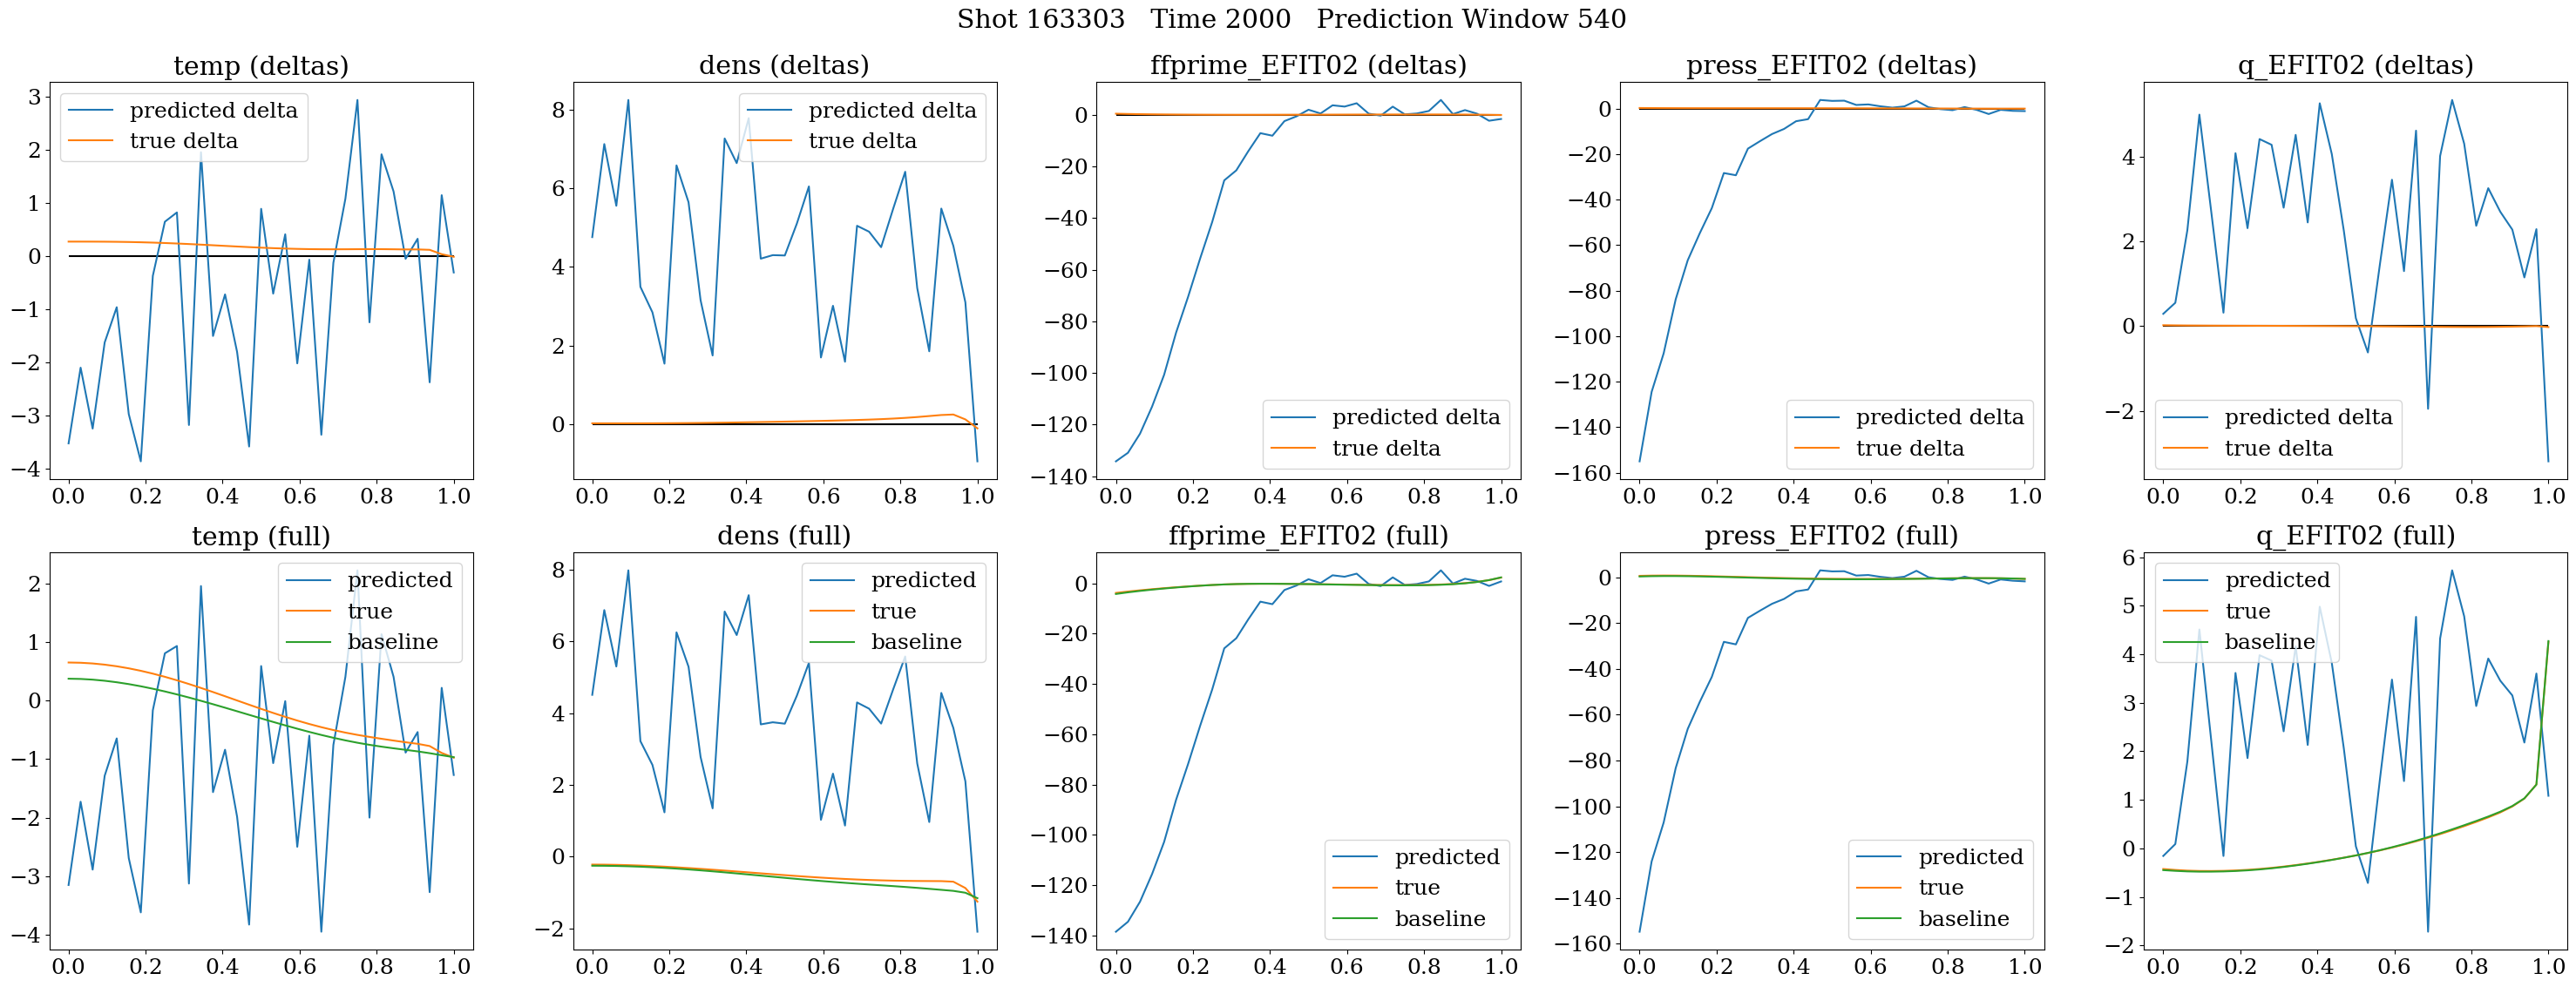 Shot 163303   Time 2000   Prediction Window 540
temp (deltas)
predicted delta
true delta
3
2
1
0
−1
−2
−3
−4
0.0 0.2 0.4 0.6 0.8 1.0
dens (deltas)
predicted delta
true delta
8
6
4
2
0
0.0 0.2 0.4 0.6 0.8 1.0
ffprime_EFIT02 (deltas)
0
−20
−40
−60
−80
−100
−120
−140
predicted delta
true delta
0.0 0.2 0.4 0.6 0.8 1.0
press_EFIT02 (deltas)
0
−20
−40
−60
−80
−100
−120
−140
−160
predicted delta
true delta
0.0 0.2 0.4 0.6 0.8 1.0
q_EFIT02 (deltas)
4
2
0
−2
predicted delta
true delta
0.0 0.2 0.4 0.6 0.8 1.0
temp (full)
predicted
true
baseline
2
1
0
−1
−2
−3
−4
0.0 0.2 0.4 0.6 0.8 1.0
dens (full)
predicted
true
baseline
8
6
4
2
0
−2
0.0 0.2 0.4 0.6 0.8 1.0
ffprime_EFIT02 (full)
0
−20
−40
−60
−80
−100
−120
−140
predicted
true
baseline
0.0 0.2 0.4 0.6 0.8 1.0
press_EFIT02 (full)
0
−20
−40
−60
−80
−100
−120
−140
−160
predicted
true
baseline
0.0 0.2 0.4 0.6 0.8 1.0
q_EFIT02 (full)
predicted
true
baseline
6
5
4
3
2
1
0
−1
−2
0.0 0.2 0.4 0.6 0.8 1.0